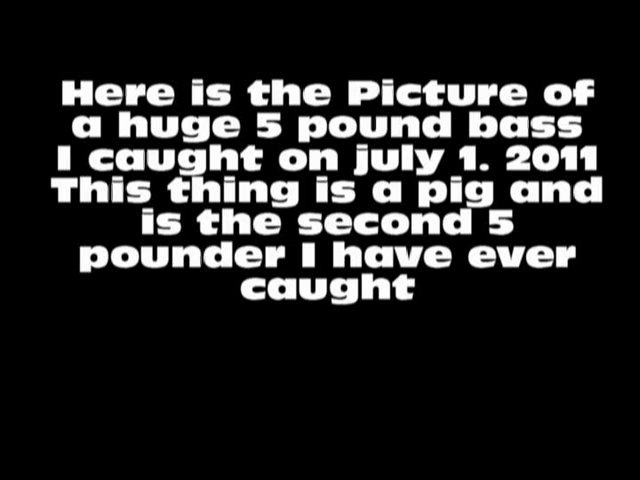 Here is the Picture of
a huge 5 pound bass
I caught on july 1. 2011
This thing is a pig and
is the second 5
pounder I have ever
caught